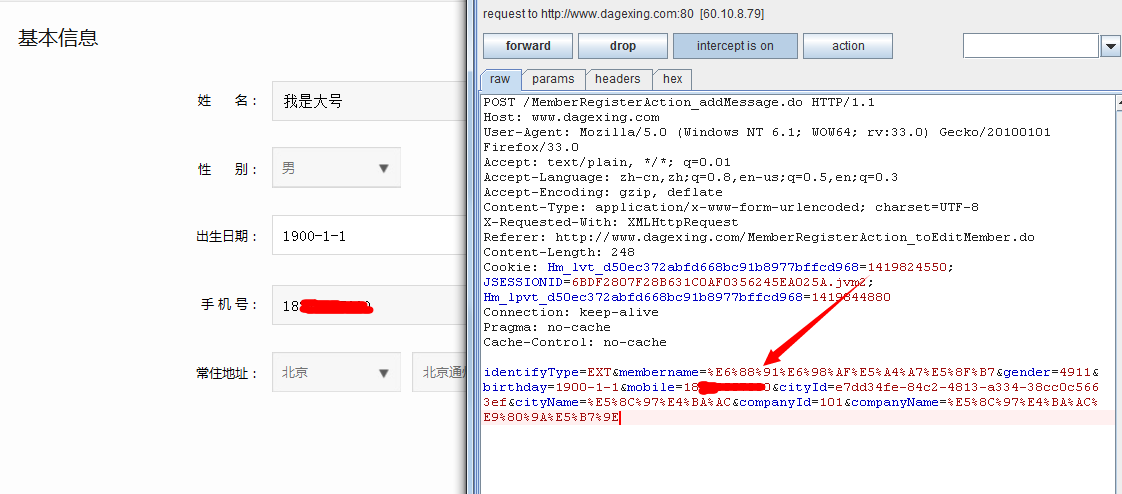 基本信息
姓 名： 我是大号
性 别： 男
出生日期： 1900-1-1
手 机 号： 18
常住地址： 北京 北京通
request to http://www.dagexing.com:80 [60.10.8.79]
forward drop intercept is on action
raw params headers hex
POST /MemberRegisterAction_addMessage.do HTTP/1.1
Host: www.dagexing.com
User-Agent: Mozilla/5.0 (Windows NT 6.1; WOW64; rv:33.0) Gecko/20100101
Firefox/33.0
Accept: text/plain, */*; q=0.01
Accept-Language: zh-cn,zh;q=0.8,en-us;q=0.5,en;q=0.3
Accept-Encoding: gzip, deflate
Content-Type: application/x-www-form-urlencoded; charset=UTF-8
X-Requested-With: XMLHttpRequest
Referer: http://www.dagexing.com/MemberRegisterAction_toEditMember.do
Content-Length: 248
Cookie: Hm_lvt_d50ec372abfd668bc91b8977bffcd968=1419824550;
JSESSIONID=6BDF2807F28B631C0AF0356245EA025A.jvm2;
Hm_lpvt_d50ec372abfd668bc91b8977bffcd968=1419844880
Connection: keep-alive
Pragma: no-cache
Cache-Control: no-cache
identifyType=EXT&membername=%E6%88%91%E6%98%AF%E5%A4%A7%E5%8F%B7&gender=4911&
birthday=1900-1-1&mobile=18 0&cityId=e7dd34fe-84c2-4813-a334-38cc0c566
3ef&cityName=%E5%8C%97%E4%BA%AC&companyId=101&companyName=%E5%8C%97%E4%BA%AC%
E9%80%9A%E5%B7%9E